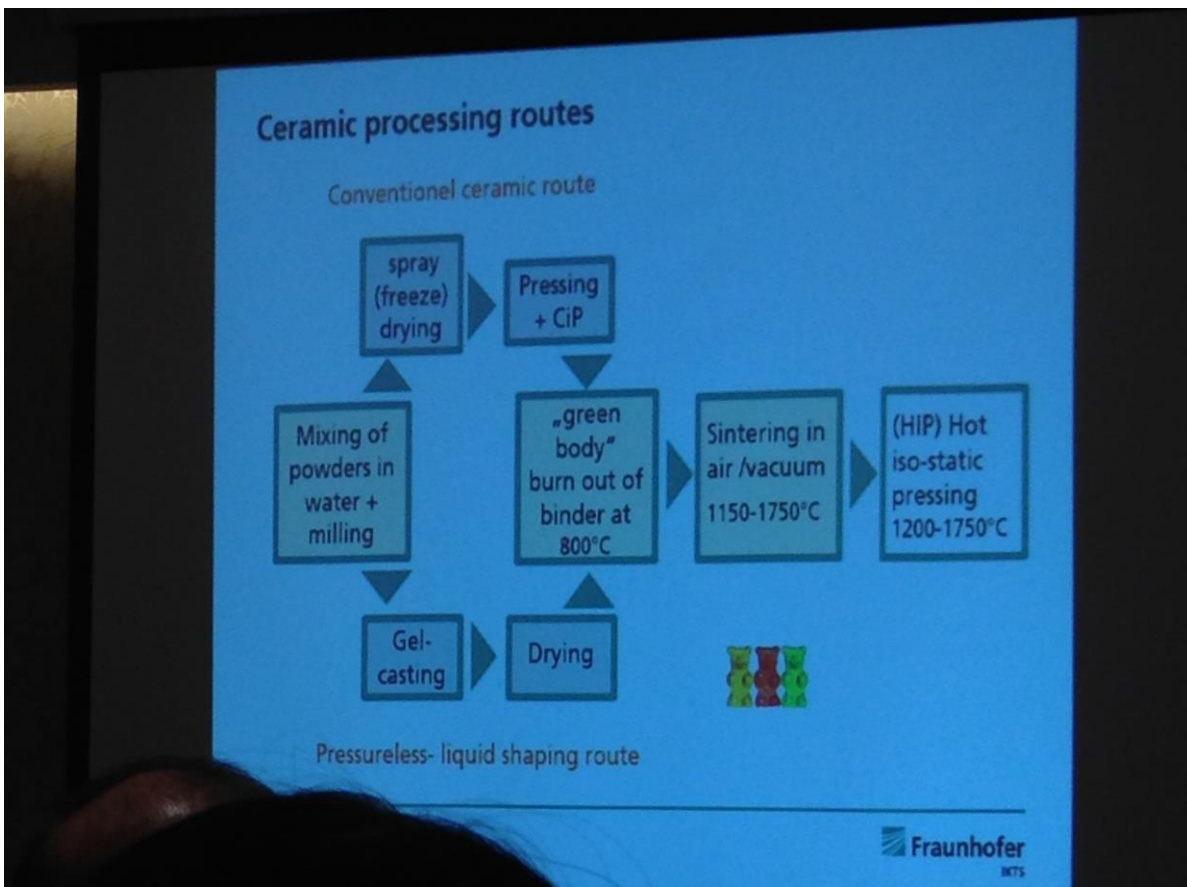 Ceramic processing routes
Conventionel ceramic route
spray
(freeze)
drying
Pressing
+ CiP
Mixing of
powders in
water +
milling
„green
body“
burn out of
binder at
800°C
Sintering in
air /vacuum
1150-1750°C
(HIP) Hot
iso-static
pressing
1200-1750°C
Gel-
casting
Drying
Pressureless- liquid shaping route
Fraunhofer
IKTS